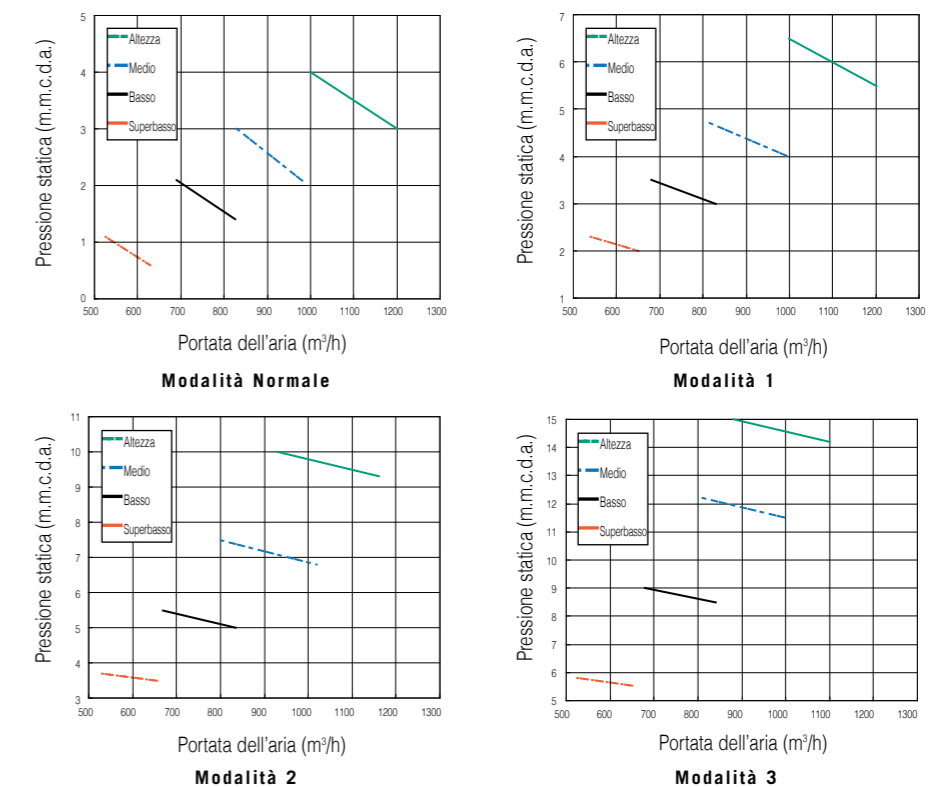 5
4
3
2
1
0
Pressione statica (m.m.c.d.a.)
Altezza
Medio
Basso
Superbasso
500 600 700 800 900 1000 1100 1200 1300
Portata dell'aria (m³/h)
Modalità Normale
7
6
5
4
3
2
1
Pressione statica (m.m.c.d.a.)
Altezza
Medio
Basso
Superbasso
500 600 700 800 900 1000 1100 1200 1300
Portata dell'aria (m³/h)
Modalità 1
11
10
9
8
7
6
5
4
3
Pressione statica (m.m.c.d.a.)
Altezza
Medio
Basso
Superbasso
500 600 700 800 900 1000 1100 1200 1300
Portata dell'aria (m³/h)
Modalità 2
15
14
13
12
11
10
9
8
7
6
5
Pressione statica (m.m.c.d.a.)
Altezza
Medio
Basso
Superbasso
500 600 700 800 900 1000 1100 1200 1300
Portata dell'aria (m³/h)
Modalità 3